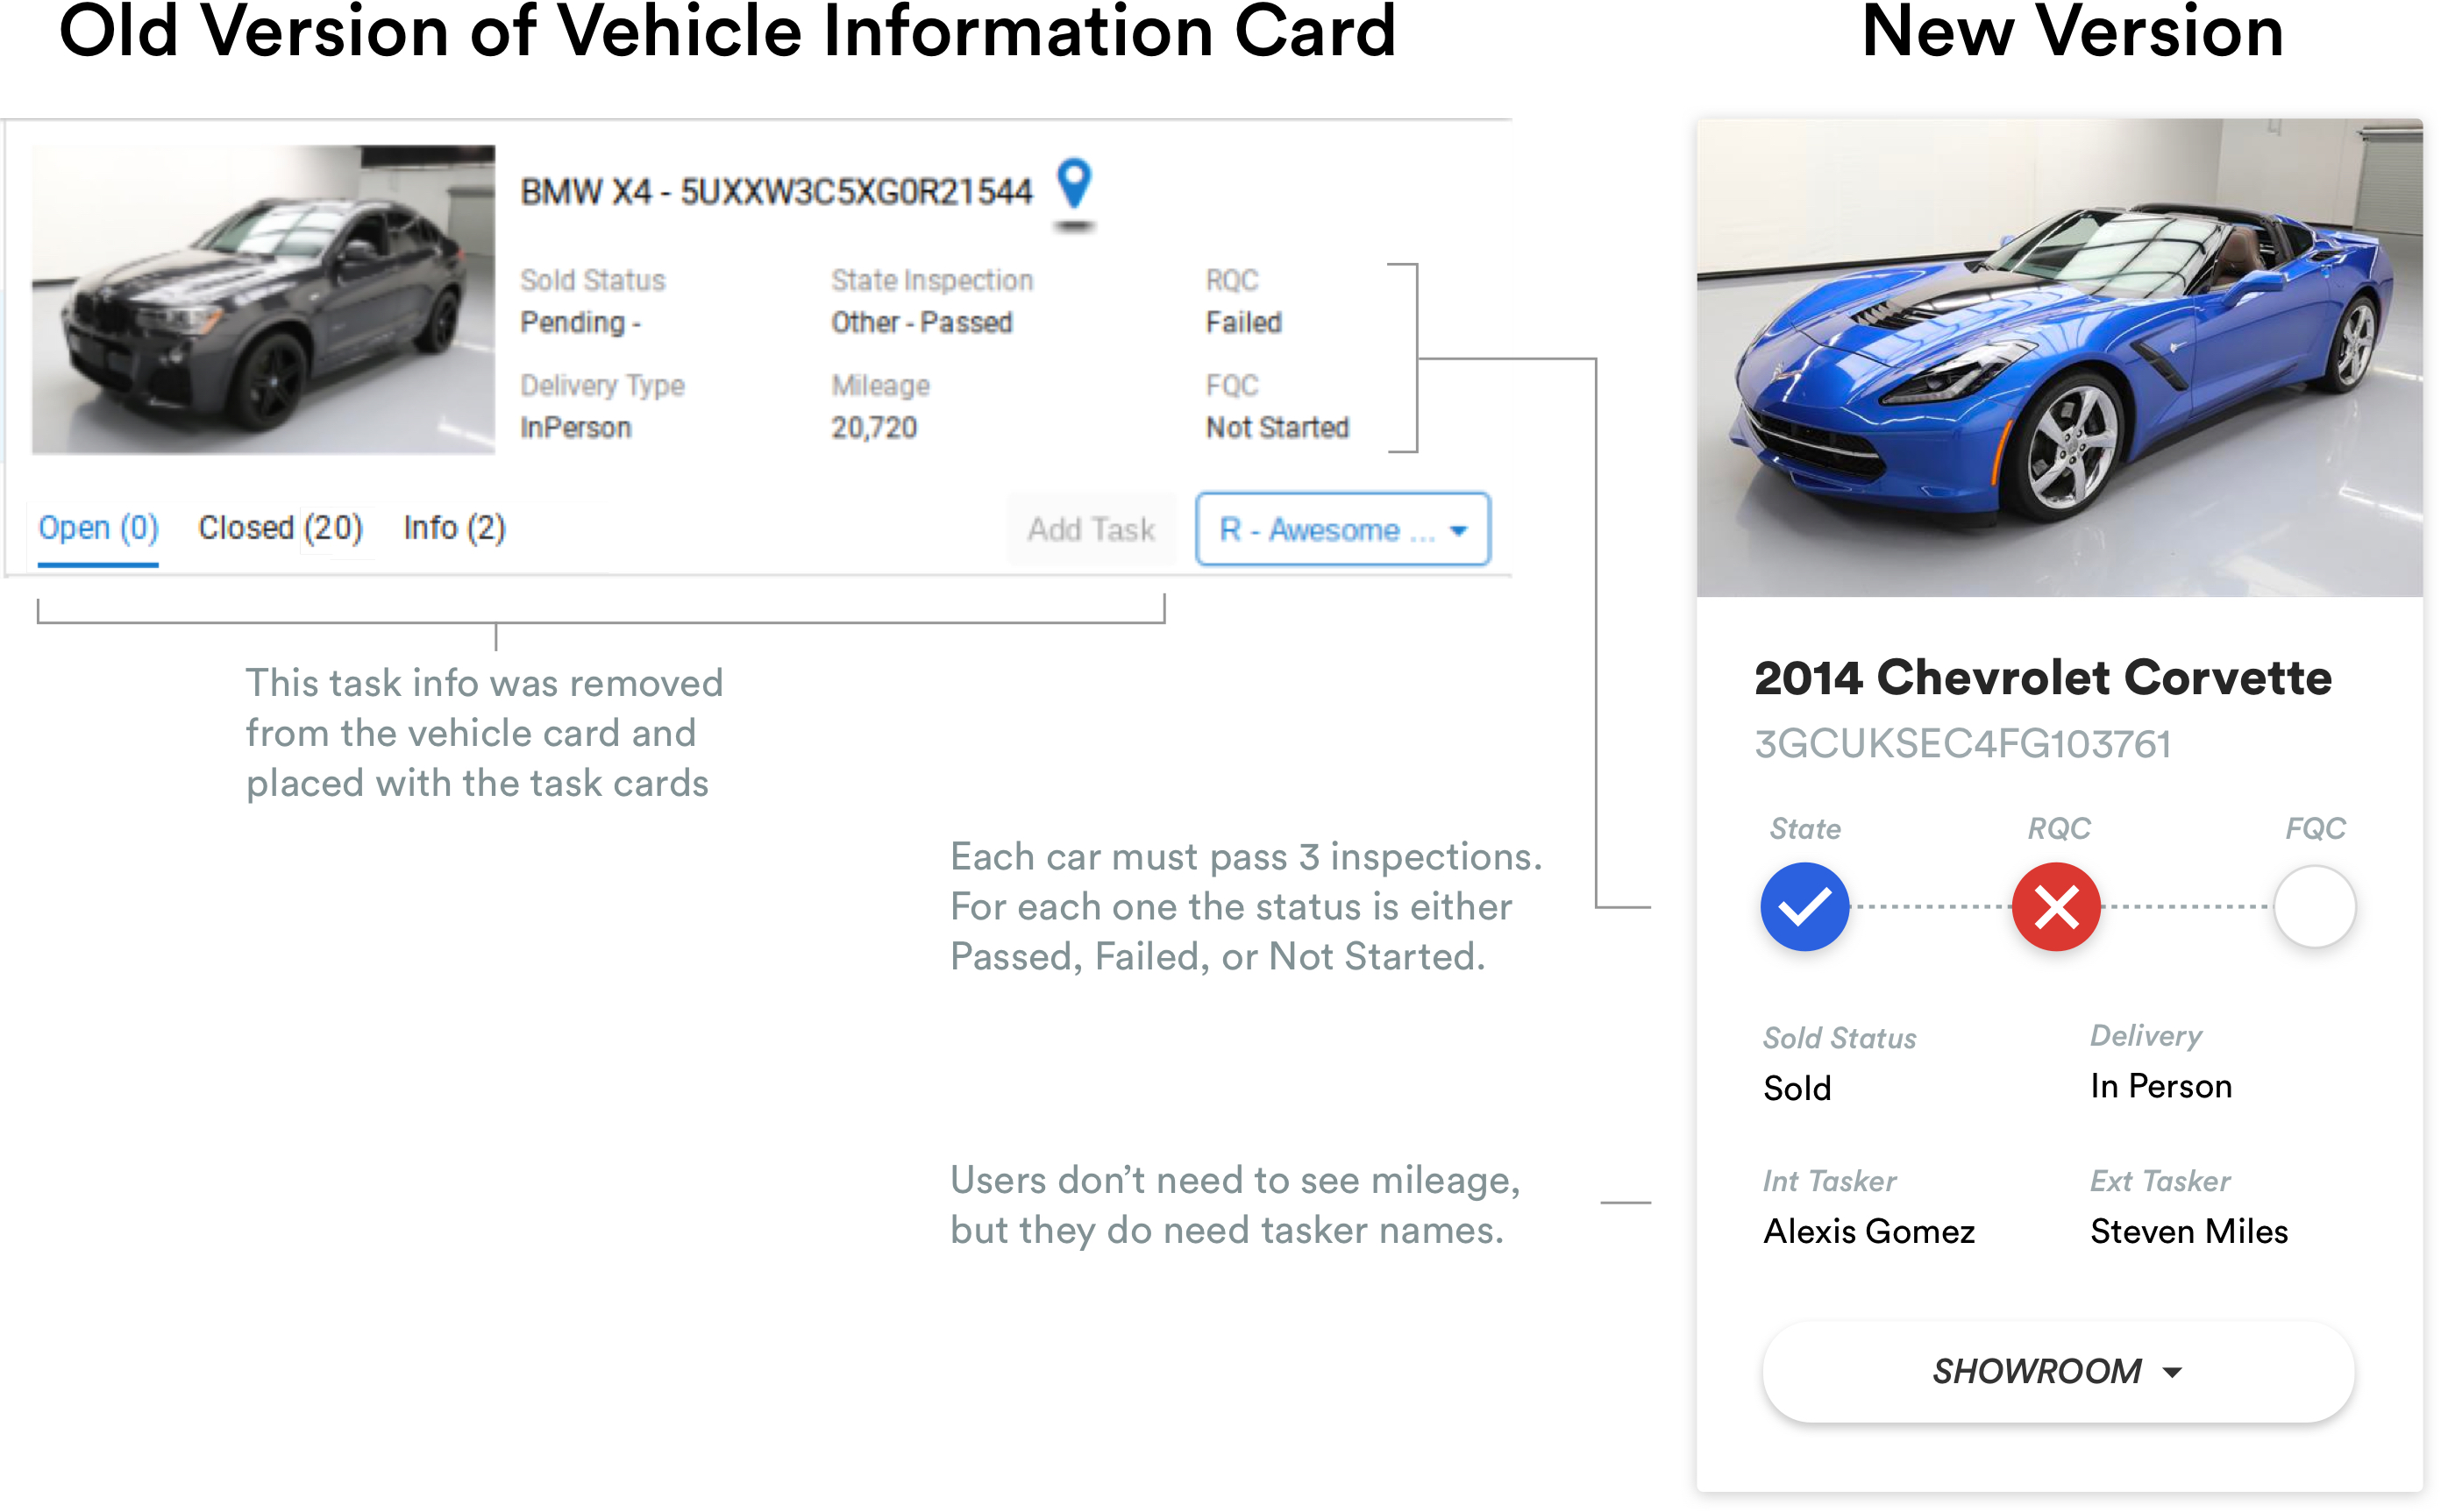 Old Version of Vehicle Information Card
New Version
BMW X4 - 5UXXW3C5XG0R21544
Sold Status
State Inspection
RQC
Pending -
Other - Passed
Failed
Delivery Type
Mileage
FQC
InPerson
20,720
Not Started
Open (0)
Closed (20)
Info (2)
Add Task
R - Awesome ...
This task info was removed
from the vehicle card and
placed with the task cards
Each car must pass 3 inspections.
For each one the status is either
Passed, Failed, or Not Started.
Users don’t need to see mileage,
but they do need tasker names.
2014 Chevrolet Corvette
3GCUKSEC4FG103761
State
RQC
FQC
Sold Status
Delivery
Sold
In Person
Int Tasker
Ext Tasker
Alexis Gomez
Steven Miles
SHOWROOM